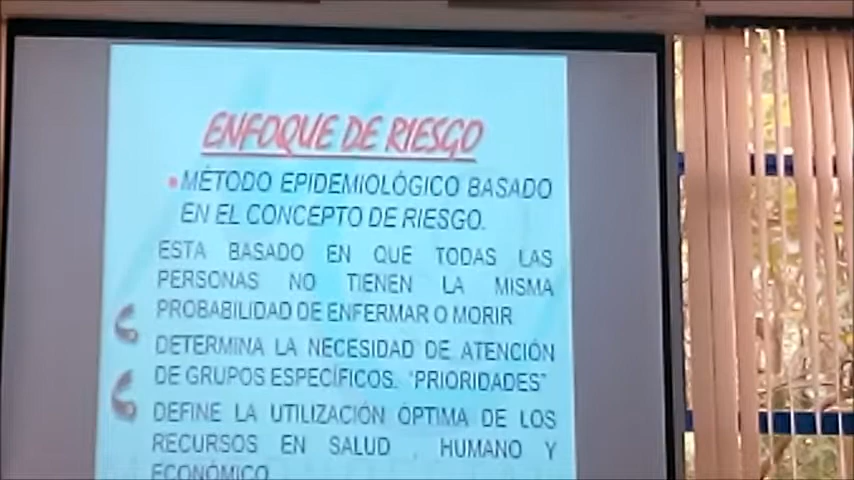 ENFOQUE DE RIESGO
MÉTODO EPIDEMIOLÓGICO BASADO
EN EL CONCEPTO DE RIESGO.
ESTA BASADO EN QUE TODAS LAS
PERSONAS NO TIENEN LA MISMA
PROBABILIDAD DE ENFERMAR O MORIR
DETERMINA LA NECESIDAD DE ATENCIÓN
DE GRUPOS ESPECÍFICOS. "PRIORIDADES"
DEFINE LA UTILIZACIÓN ÓPTIMA DE LOS
RECURSOS EN SALUD , HUMANO Y
ECONÓMICO